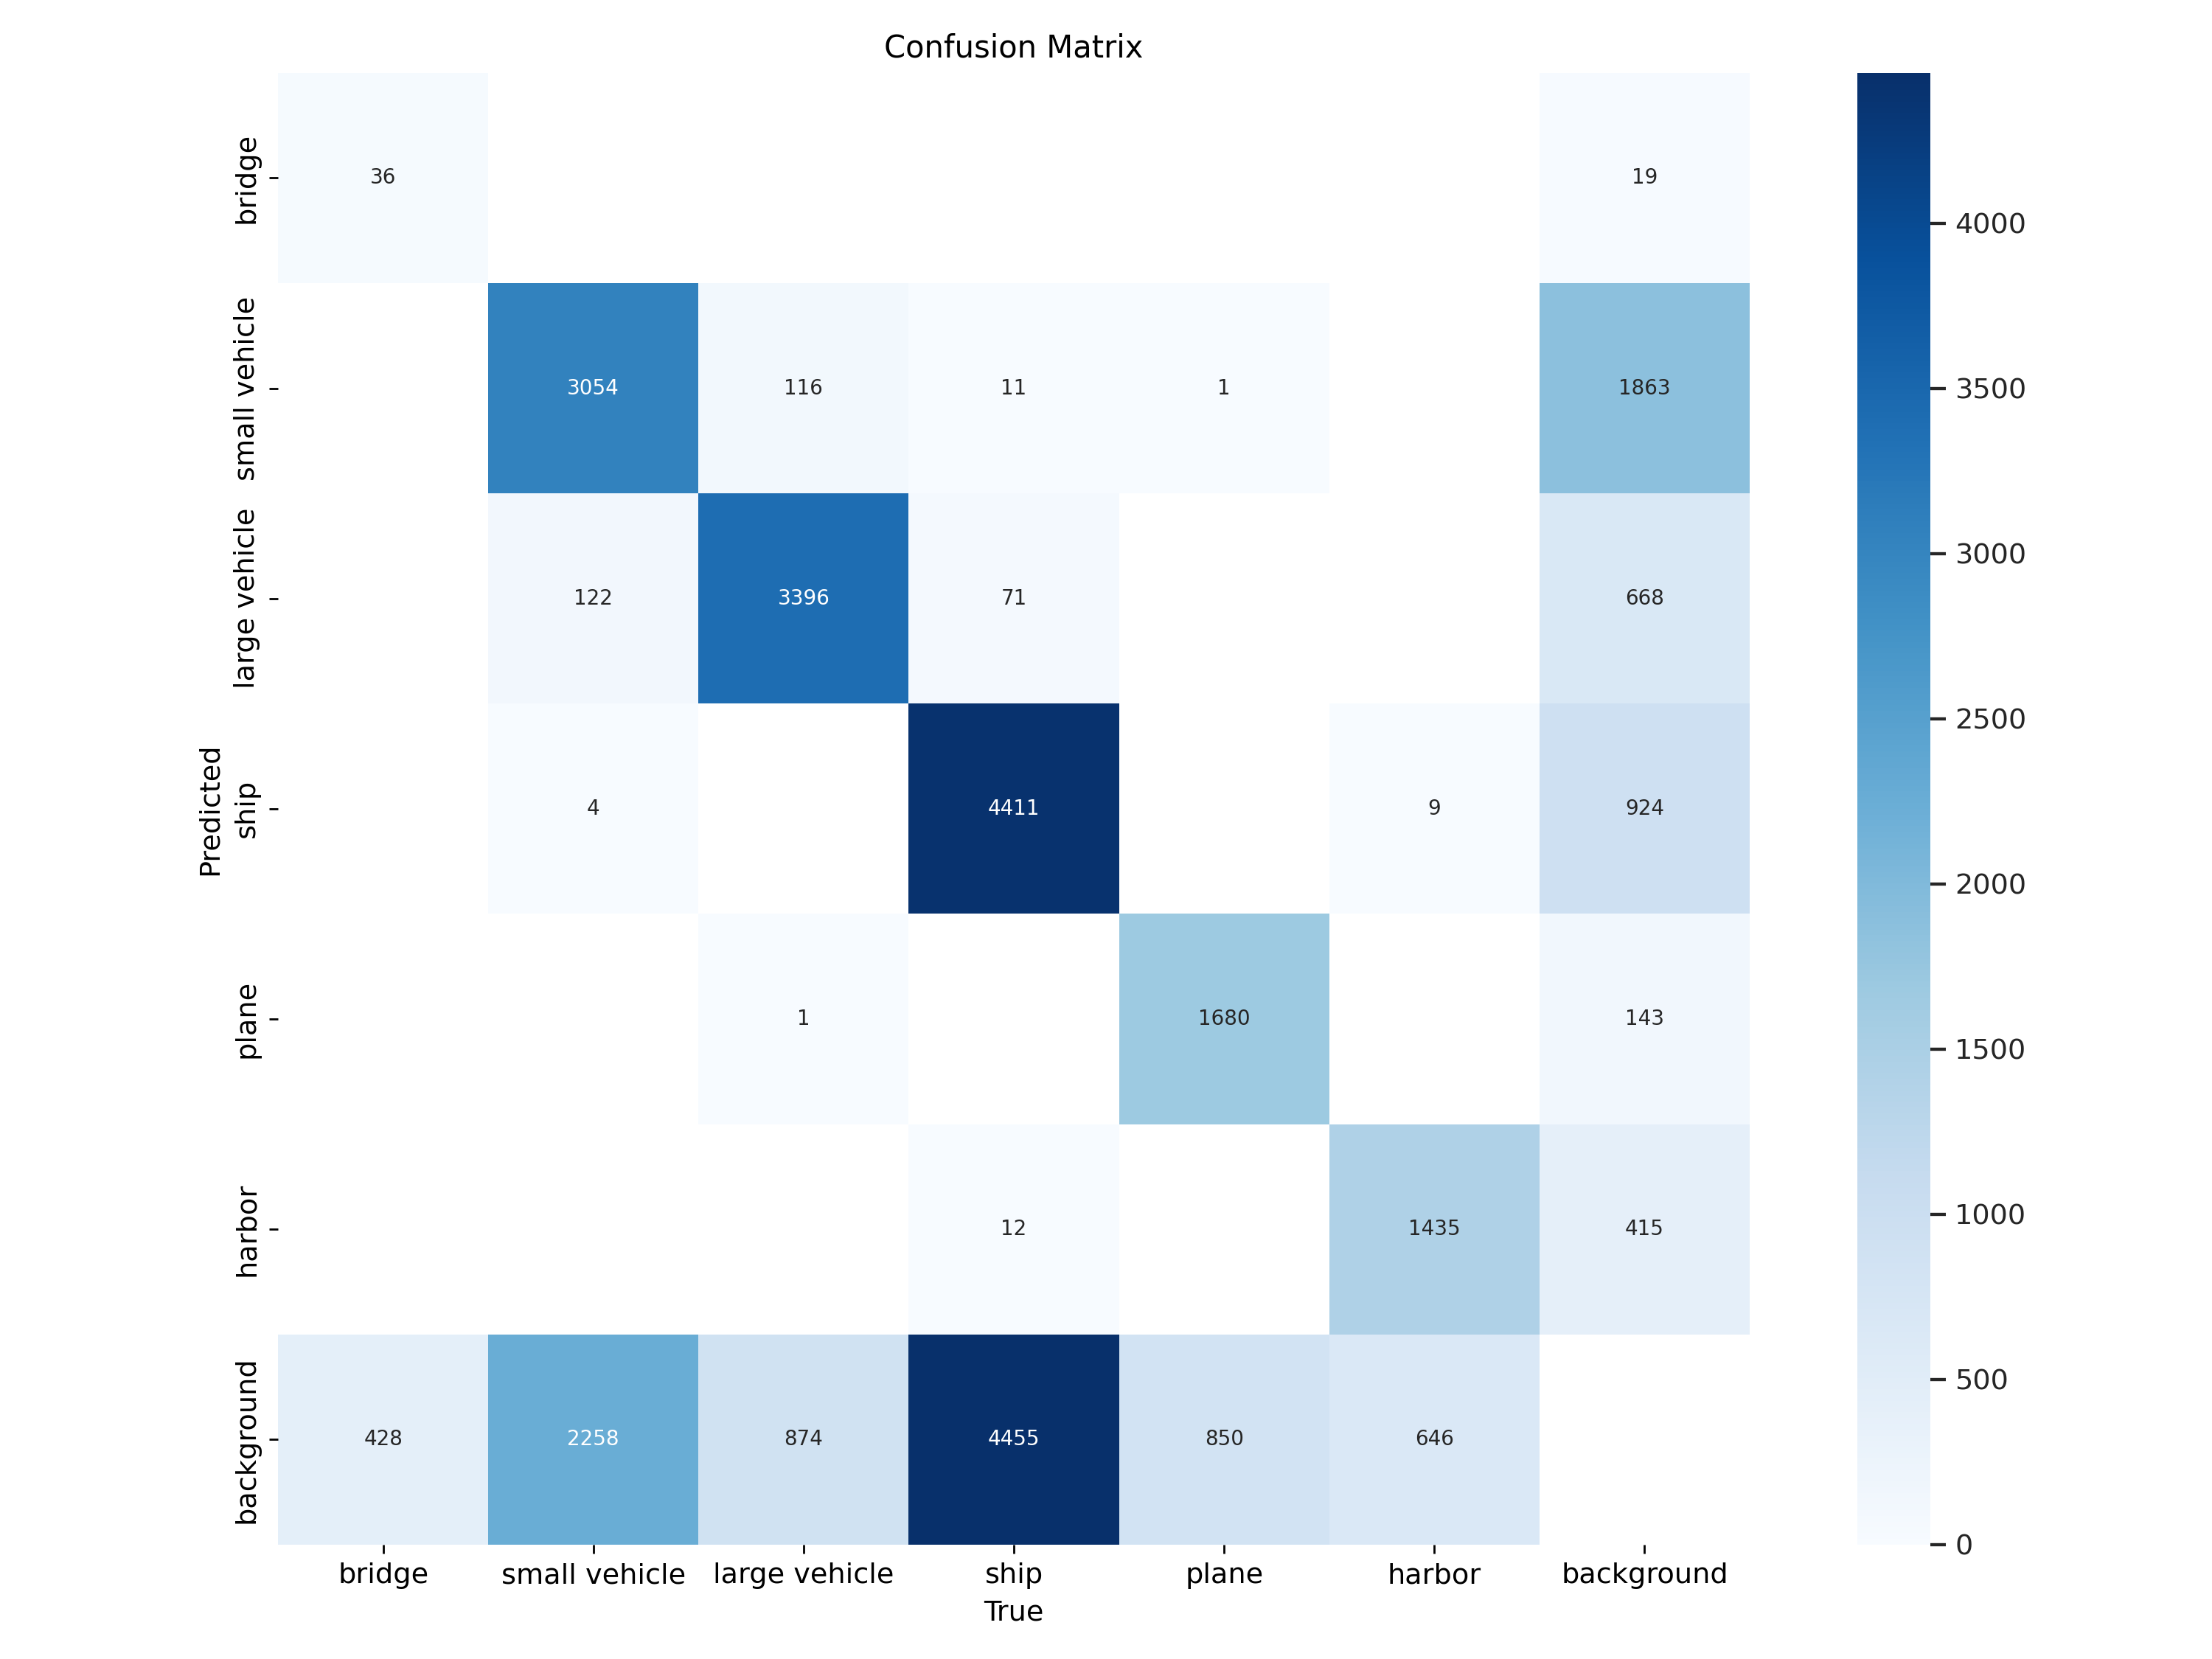 Confusion Matrix
bridge
36
19
small vehicle
3054
116
11
1
1863
large vehicle
122
3396
71
668
Predicted
ship
4
4411
9
924
plane
1
1680
143
harbor
12
1435
415
background
428
2258
874
4455
850
646
bridge
small vehicle
large vehicle
ship
plane
harbor
background
True
4000
3500
3000
2500
2000
1500
1000
500
0